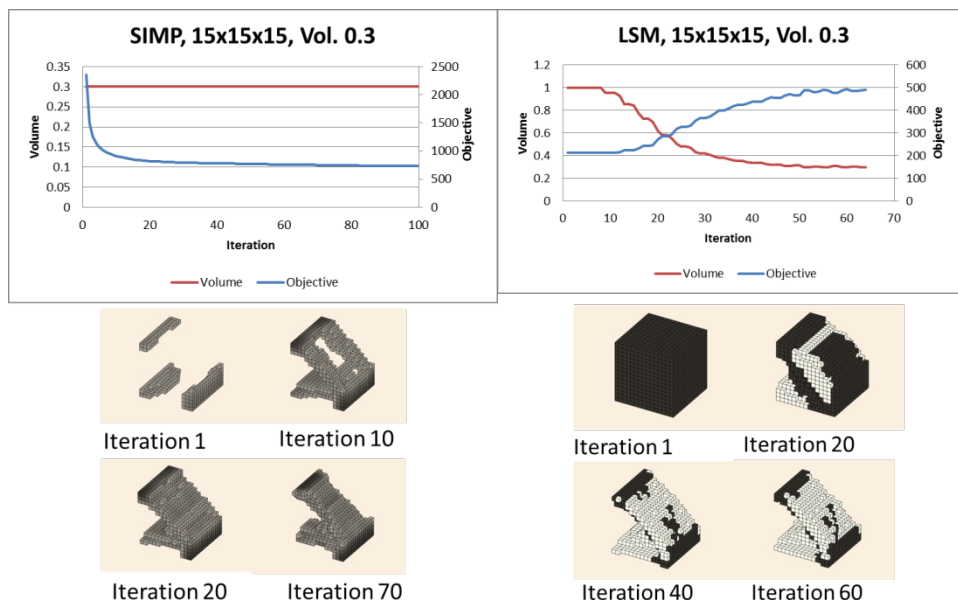 SIMP, 15x15x15, Vol. 0.3
0.35
0.3
0.25
0.2
0.15
0.1
0.05
0
Volume
2500
2000
1500
1000
500
0
Objective
0 20 40 60 80 100
Iteration
Volume Objective
LSM, 15x15x15, Vol. 0.3
1.2
1
0.8
0.6
0.4
0.2
0
Volume
600
500
400
300
200
100
0
Objective
0 10 20 30 40 50 60 70
Iteration
Volume Objective
Iteration 1 Iteration 10
Iteration 20 Iteration 70
Iteration 1 Iteration 20
Iteration 40 Iteration 60